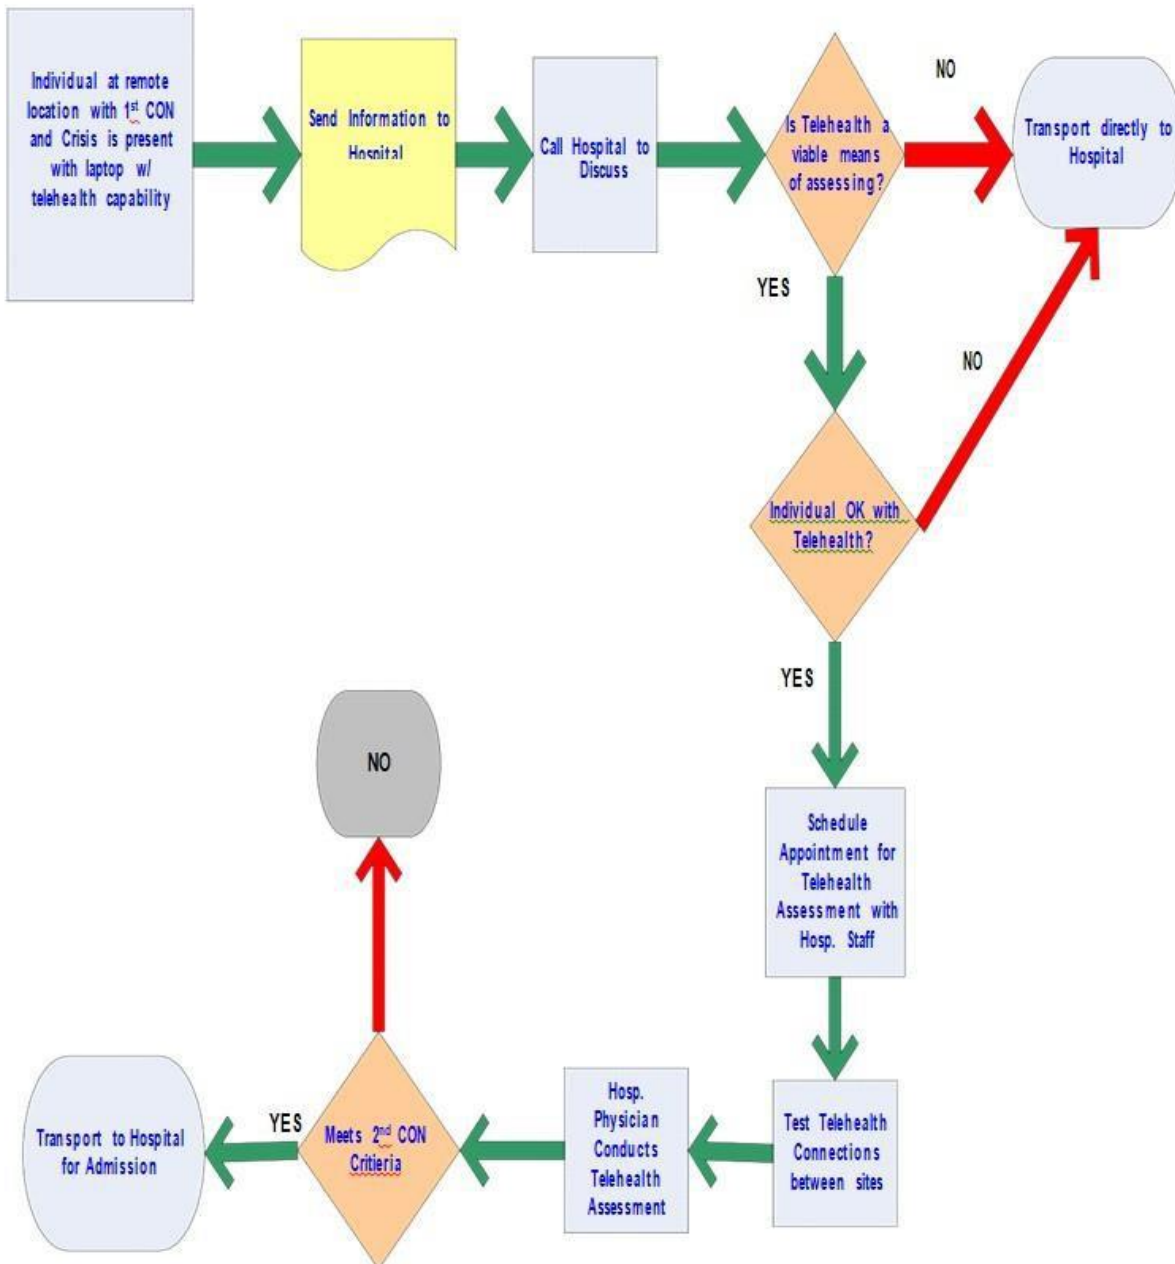 Individual at remote
location with 1st CON
and Crisis is present
with laptop w/
telehealth capability
Send Information to
Hospital
Call Hospital to
Discuss
Is Telehealth a
viable means
of assessing?
NO
Transport directly to
Hospital
YES
NO
Individual OK with
Telehealth?
YES
NO
Schedule
Appointment for
Telehealth
Assessment with
Hosp. Staff
Transport to Hospital
for Admission
YES
Meets 2nd CON
Critieria
Hosp.
Physician
Conducts
Telehealth
Assessment
Test Telehealth
Connections
between sites